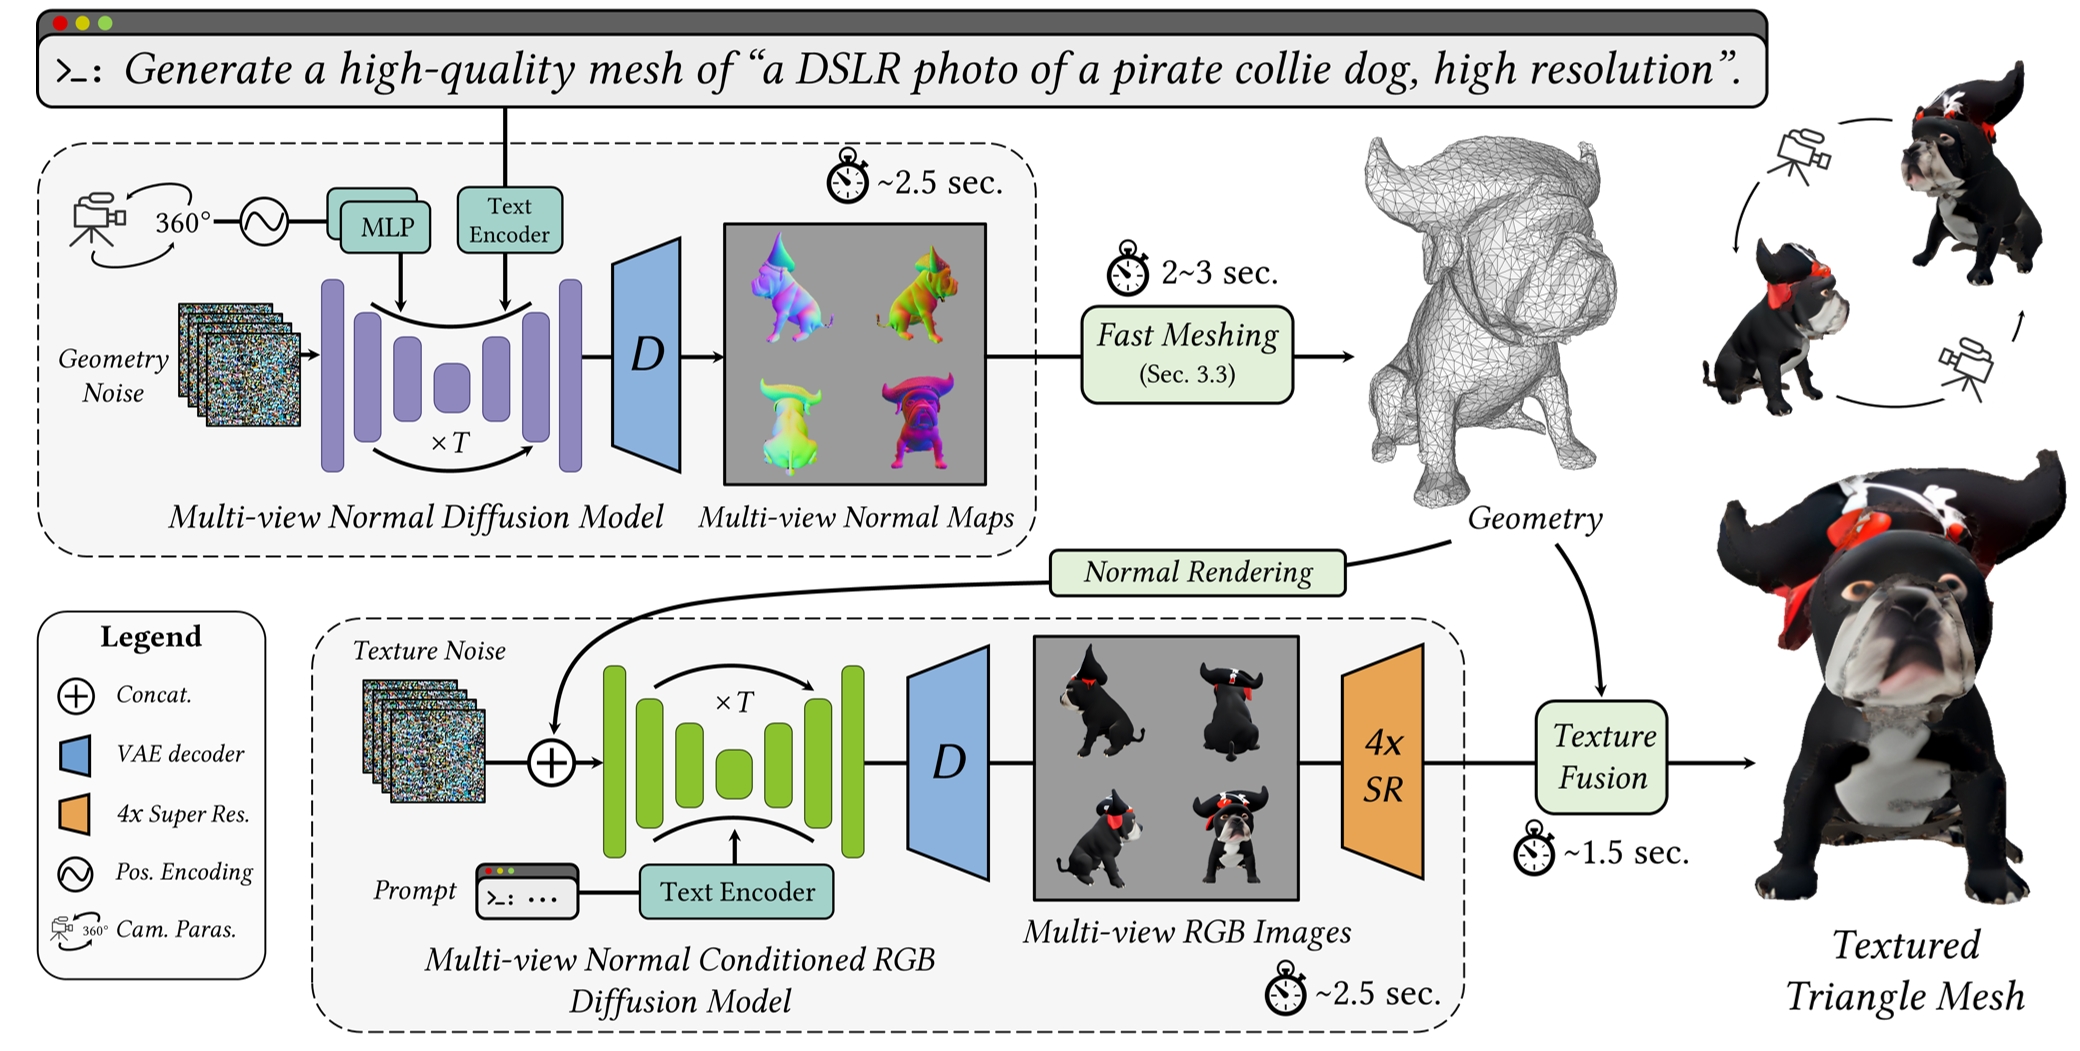 >_: Generate a high-quality mesh of “a DSLR photo of a pirate collie dog, high resolution”.
360°
MLP
Text
Encoder
~2.5 sec.
Geometry
Noise
×T
D
Multi-view Normal Diffusion Model
Multi-view Normal Maps
2~3 sec.
Fast Meshing
(Sec. 3.3)
Geometry
Normal Rendering
Legend
Concat.
VAE decoder
4x Super Res.
Pos. Encoding
360°
Cam. Paras.
Texture Noise
×T
D
Prompt
>_: ...
Text Encoder
Multi-view Normal Conditioned RGB
Diffusion Model
Multi-view RGB Images
4x
SR
~2.5 sec.
Texture
Fusion
~1.5 sec.
Textured
Triangle Mesh